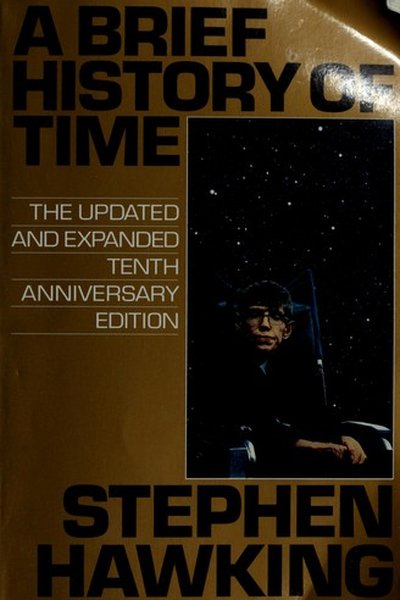 A BRIEF
HISTORY OF
TIME
THE UPDATED
AND EXPANDED
TENTH
ANNIVERSARY
EDITION
STEPHEN
HAWKING